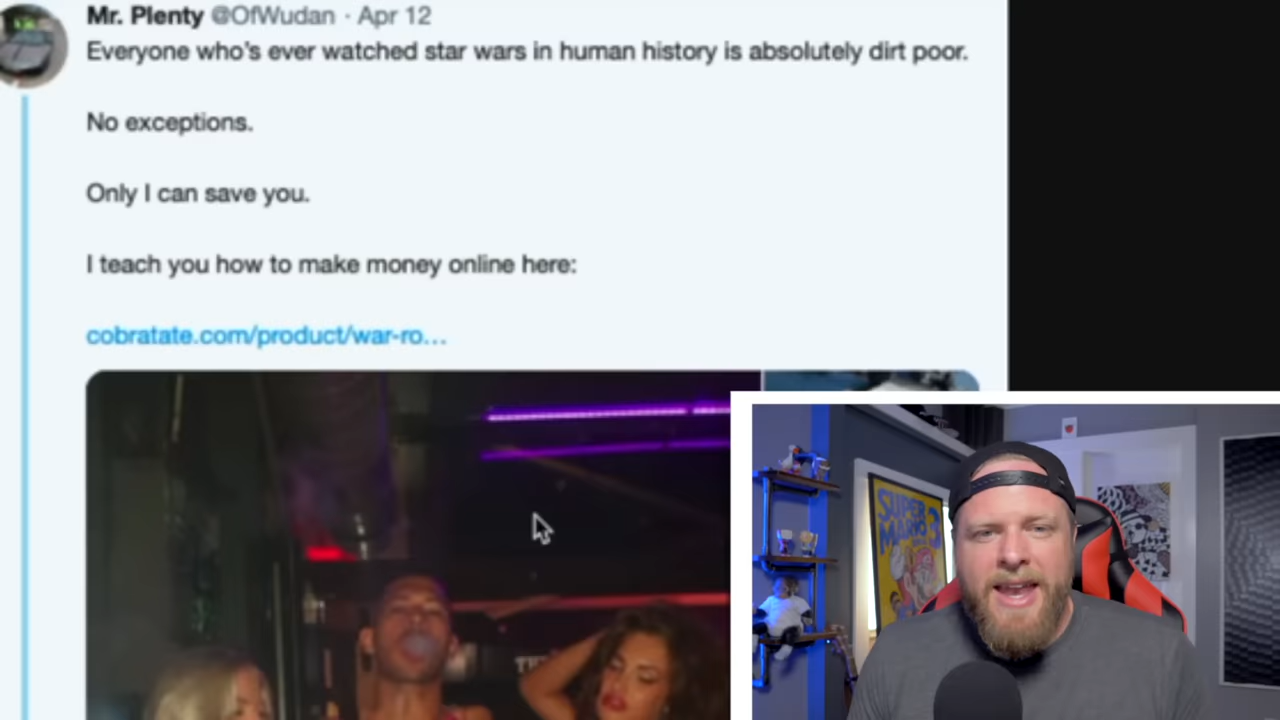 Mr. Plenty @OfWudan · Apr 12
Everyone who's ever watched star wars in human history is absolutely dirt poor.
No exceptions.
Only I can save you.
I teach you how to make money online here:
cobratate.com/product/war-ro...
SUPER
MARIO 3